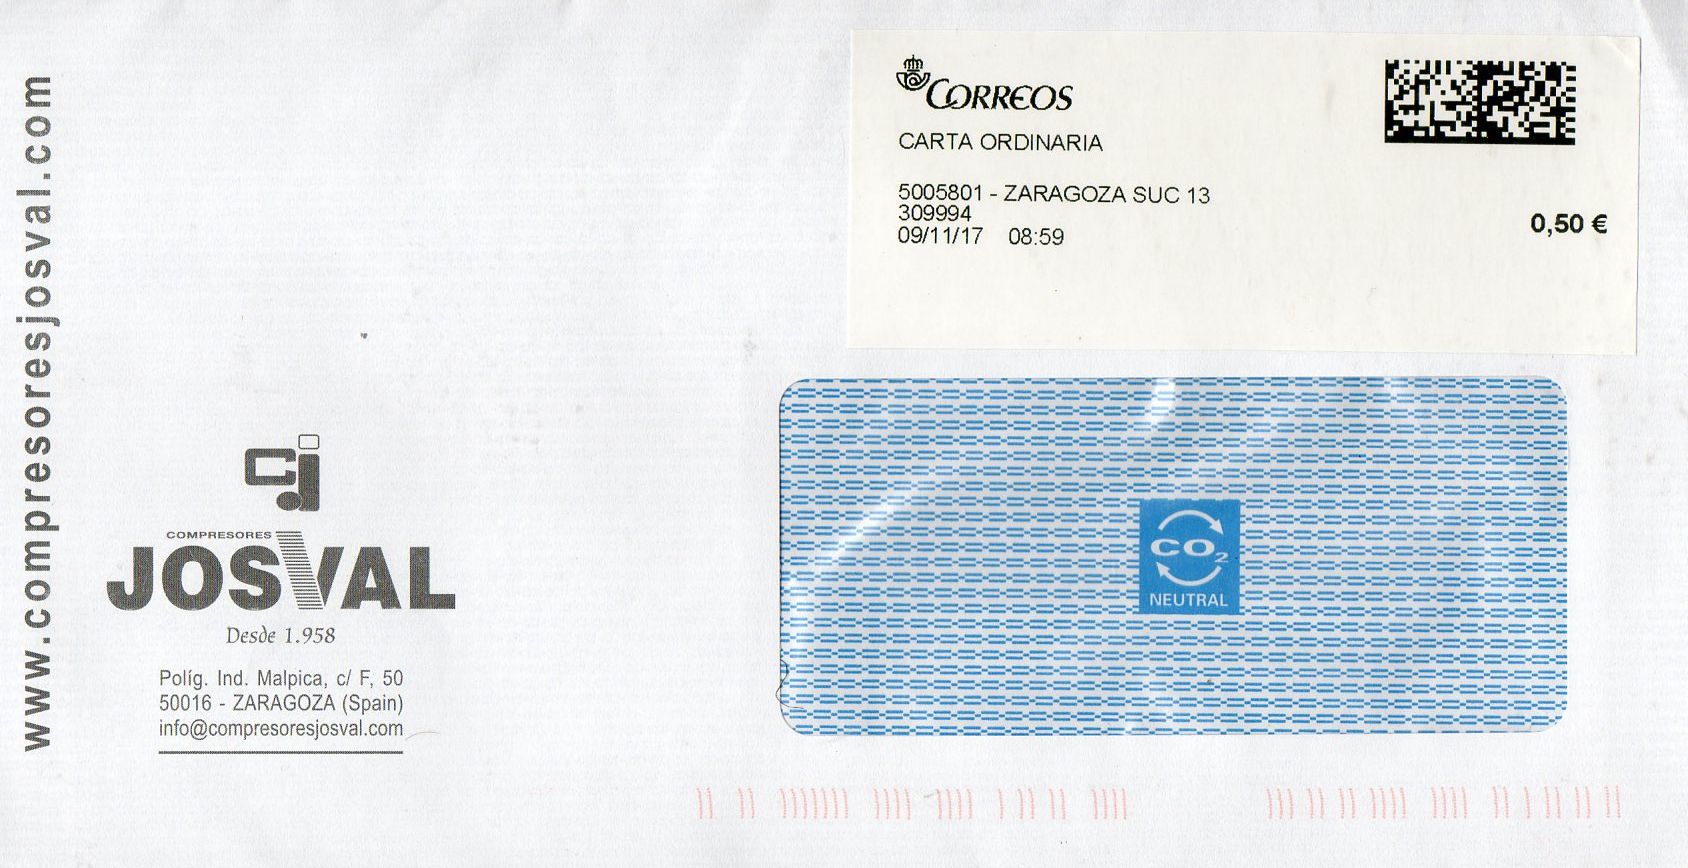 www.compresoresjosval.com
CORREOS
CARTA ORDINARIA
5005801 - ZARAGOZA SUC 13
309994
09/11/17 08:59
0,50 €
cj
COMPRESORES
JOSVAL
Desde 1.958
Políg. Ind. Malpica, c/ F, 50
50016 - ZARAGOZA (Spain)
info@compresoresjosval.com
CO2
NEUTRAL